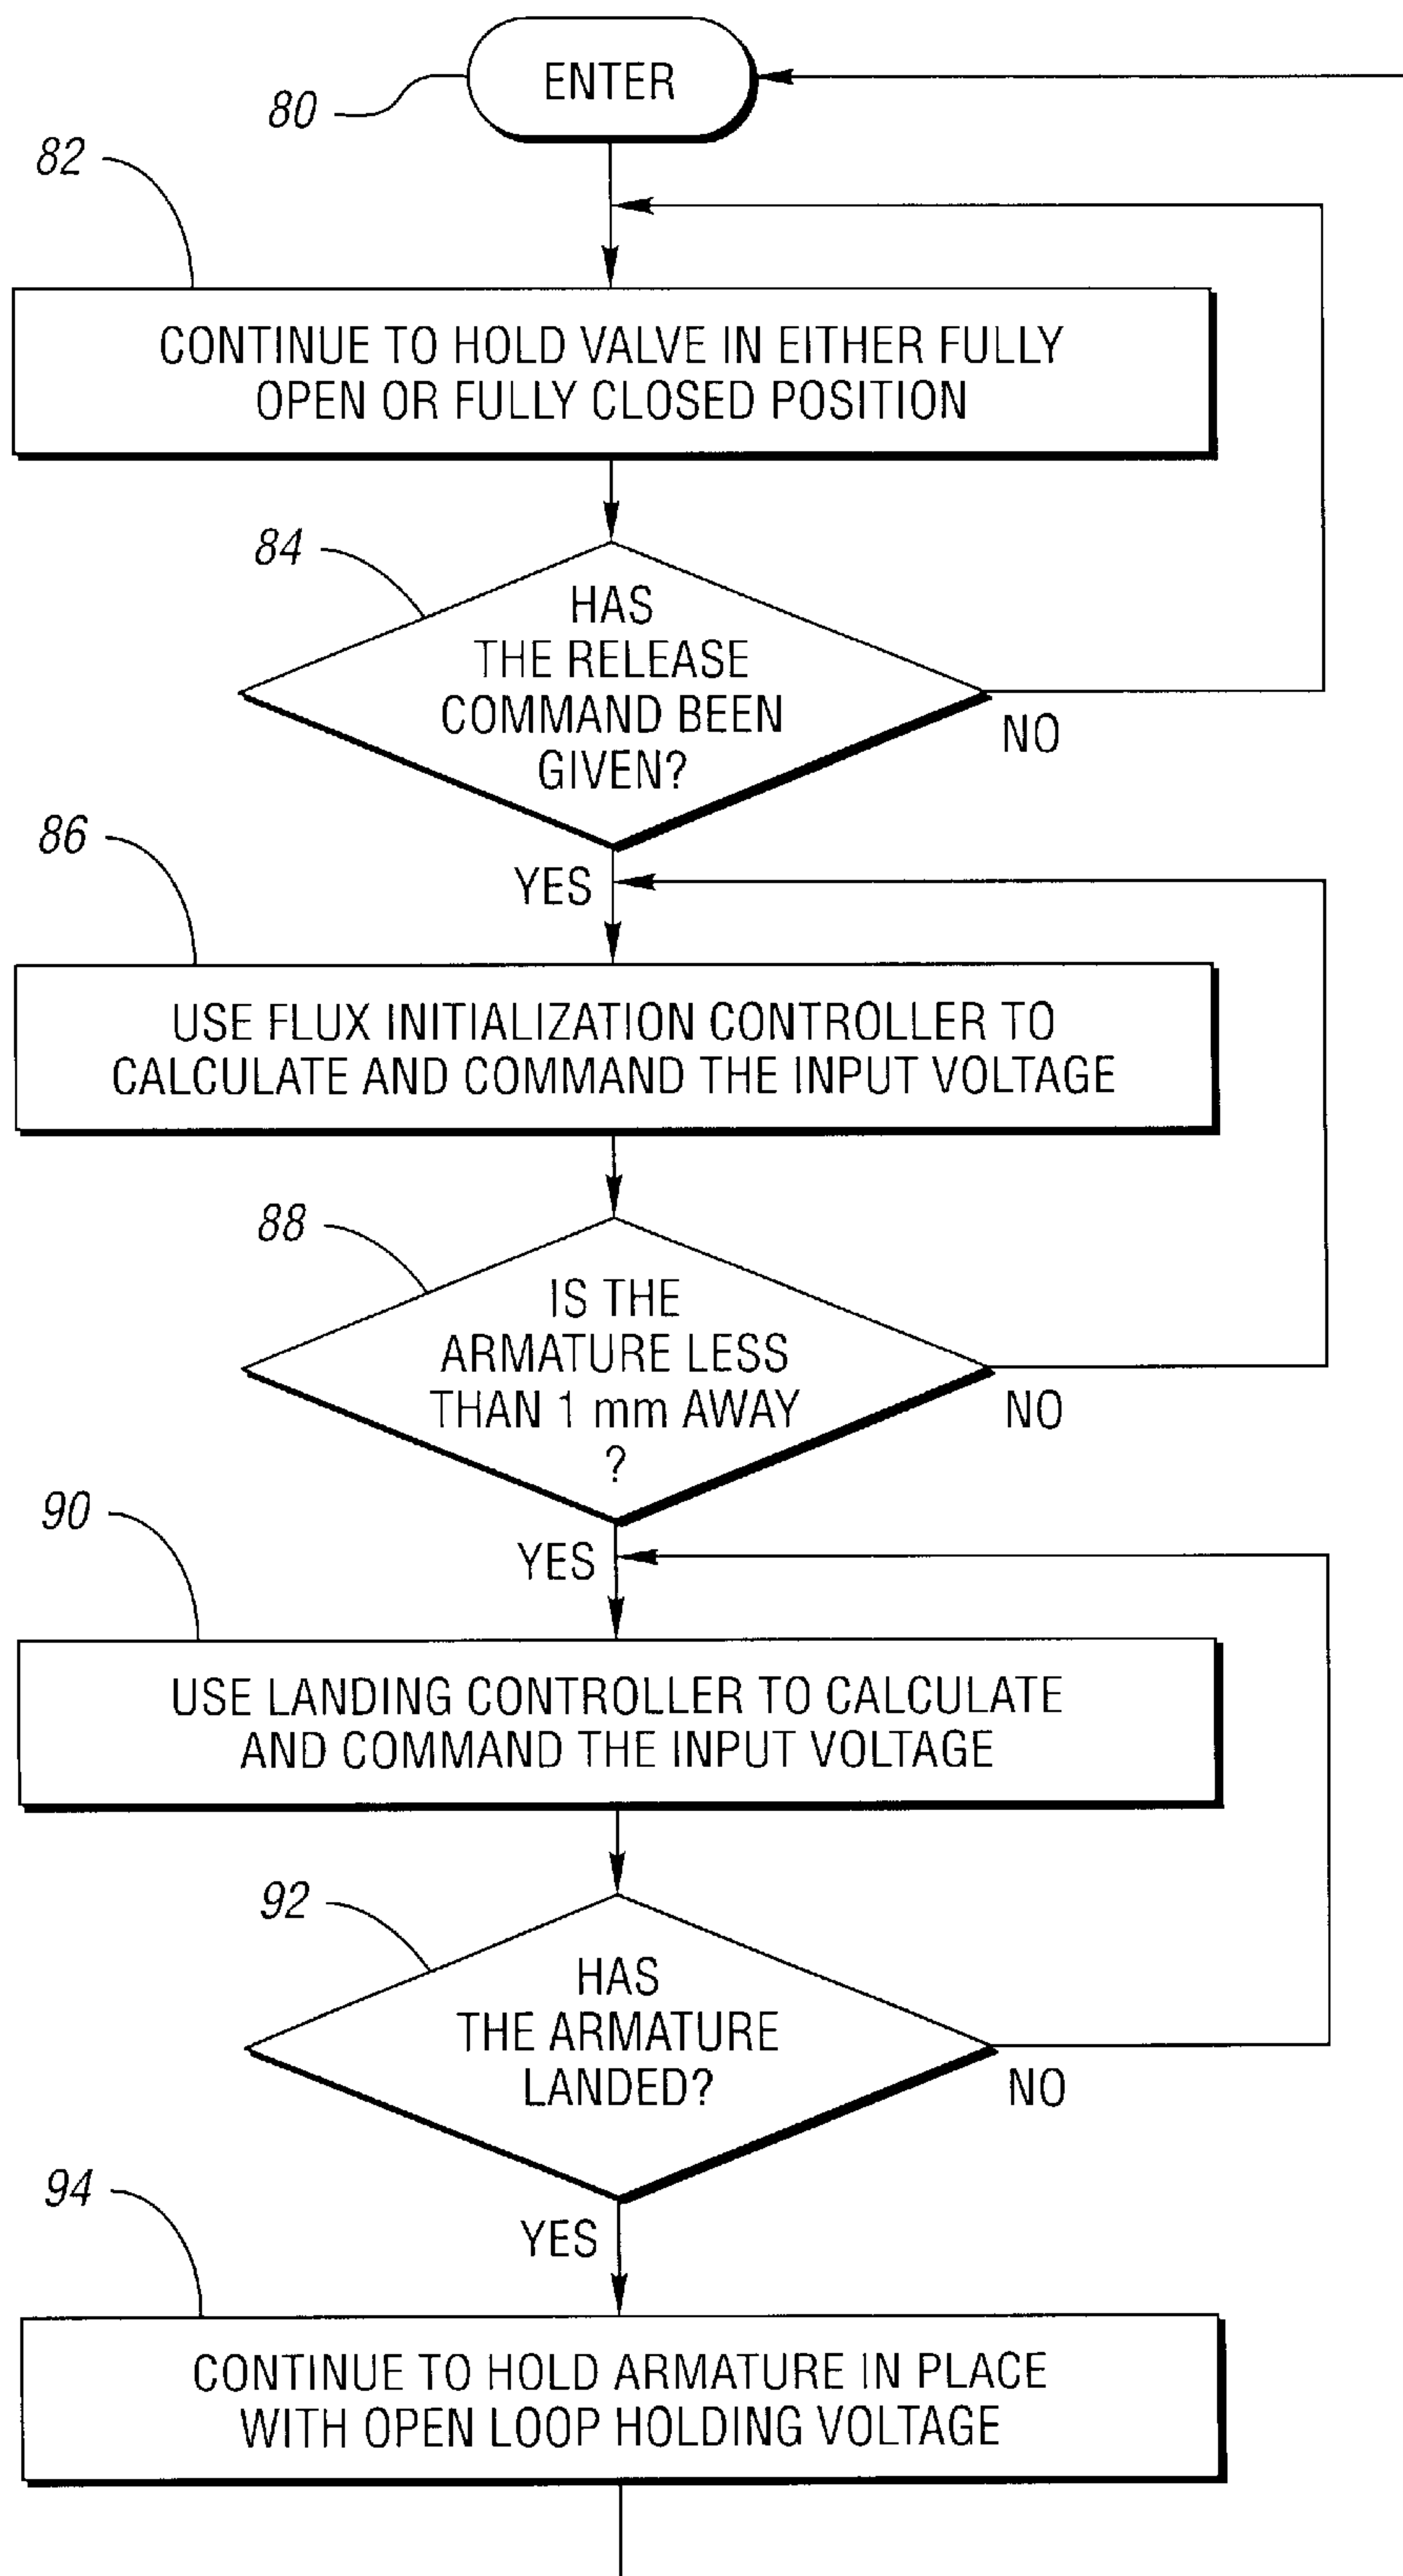 ENTER
80
82
CONTINUE TO HOLD VALVE IN EITHER FULLY
OPEN OR FULLY CLOSED POSITION
84
HAS
THE RELEASE
COMMAND BEEN
GIVEN?
NO
86
YES
USE FLUX INITIALIZATION CONTROLLER TO
CALCULATE AND COMMAND THE INPUT VOLTAGE
88
IS THE
ARMATURE LESS
THAN 1 mm AWAY
?
NO
90
YES
USE LANDING CONTROLLER TO CALCULATE
AND COMMAND THE INPUT VOLTAGE
92
HAS
THE ARMATURE
LANDED?
NO
94
YES
CONTINUE TO HOLD ARMATURE IN PLACE
WITH OPEN LOOP HOLDING VOLTAGE